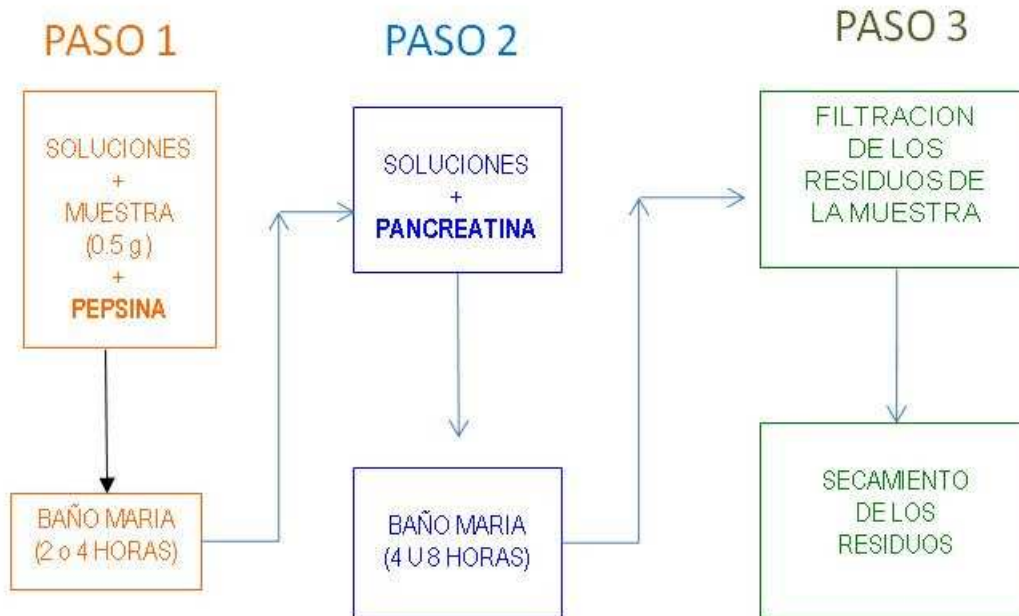 PASO 1
SOLUCIONES
+
MUESTRA
(0.5 g)
+
PEPSINA
BAÑO MARIA
(2 o 4 HORAS)
PASO 2
SOLUCIONES
+
PANCREATINA
BAÑO MARIA
(4 U 8 HORAS)
PASO 3
FILTRACION
DE LOS
RESIDUOS DE
LA MUESTRA
SECAMIENTO
DE LOS
RESIDUOS